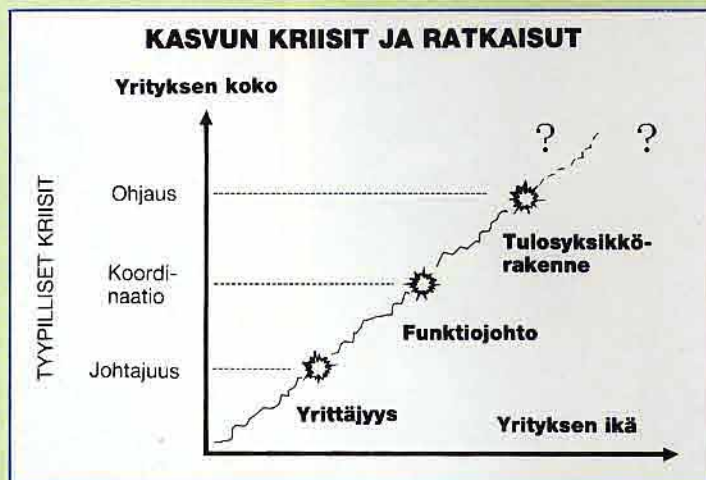 KASVUN KRIISIT JA RATKAISUT
Yrityksen koko
TYYPILLISET KRIISIT
? ?
Ohjaus
Tulosyksikkö-
rakenne
Koordi-
naatio
Funktiojohto
Johtajuus
Yrittäjyys
Yrityksen ikä